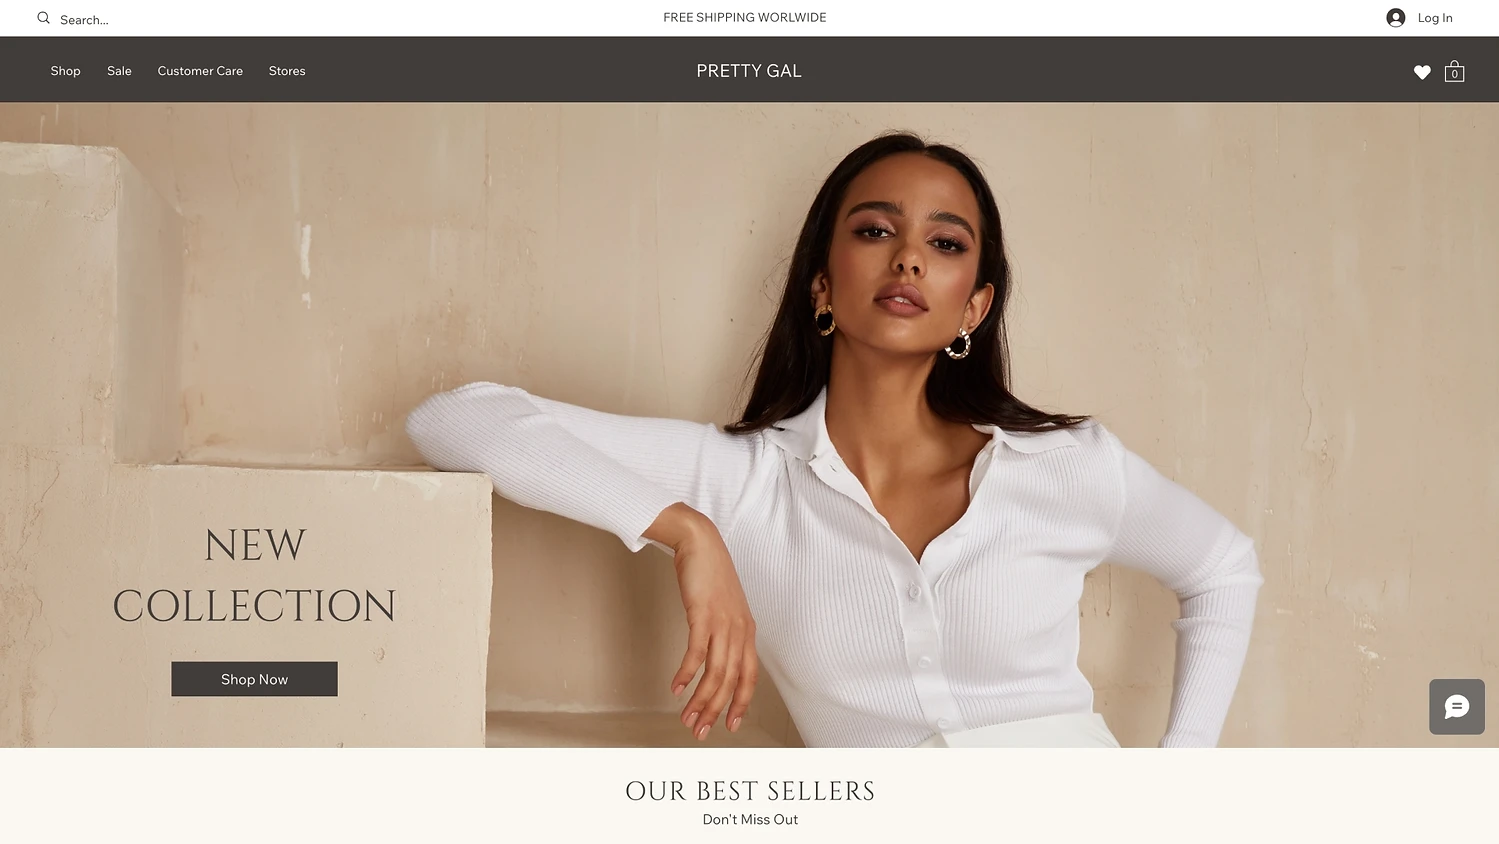 Search...
FREE SHIPPING WORLWIDE
Log In
Shop
Sale
Customer Care
Stores
PRETTY GAL
0
NEW
COLLECTION
Shop Now
OUR BEST SELLERS
Don't Miss Out